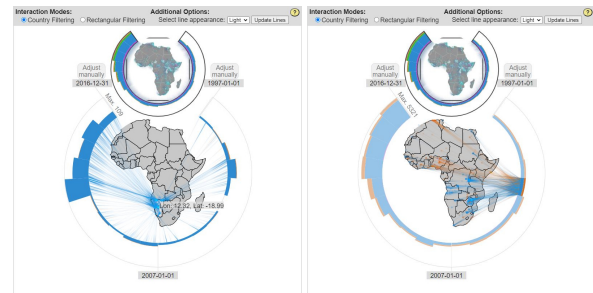 Interaction Modes:
Country Filtering Rectangular Filtering
Additional Options:
Select line appearance: Light Update Lines
?
Adjust
manually
2016-12-31
Adjust
manually
1997-01-01
Max. 109
Lon: 12.32, Lat: -18.99
2007-01-01
Interaction Modes:
Country Filtering Rectangular Filtering
Additional Options:
Select line appearance: Light Update Lines
?
Adjust
manually
2016-12-31
Adjust
manually
1997-01-01
Max. 5321
2007-01-01